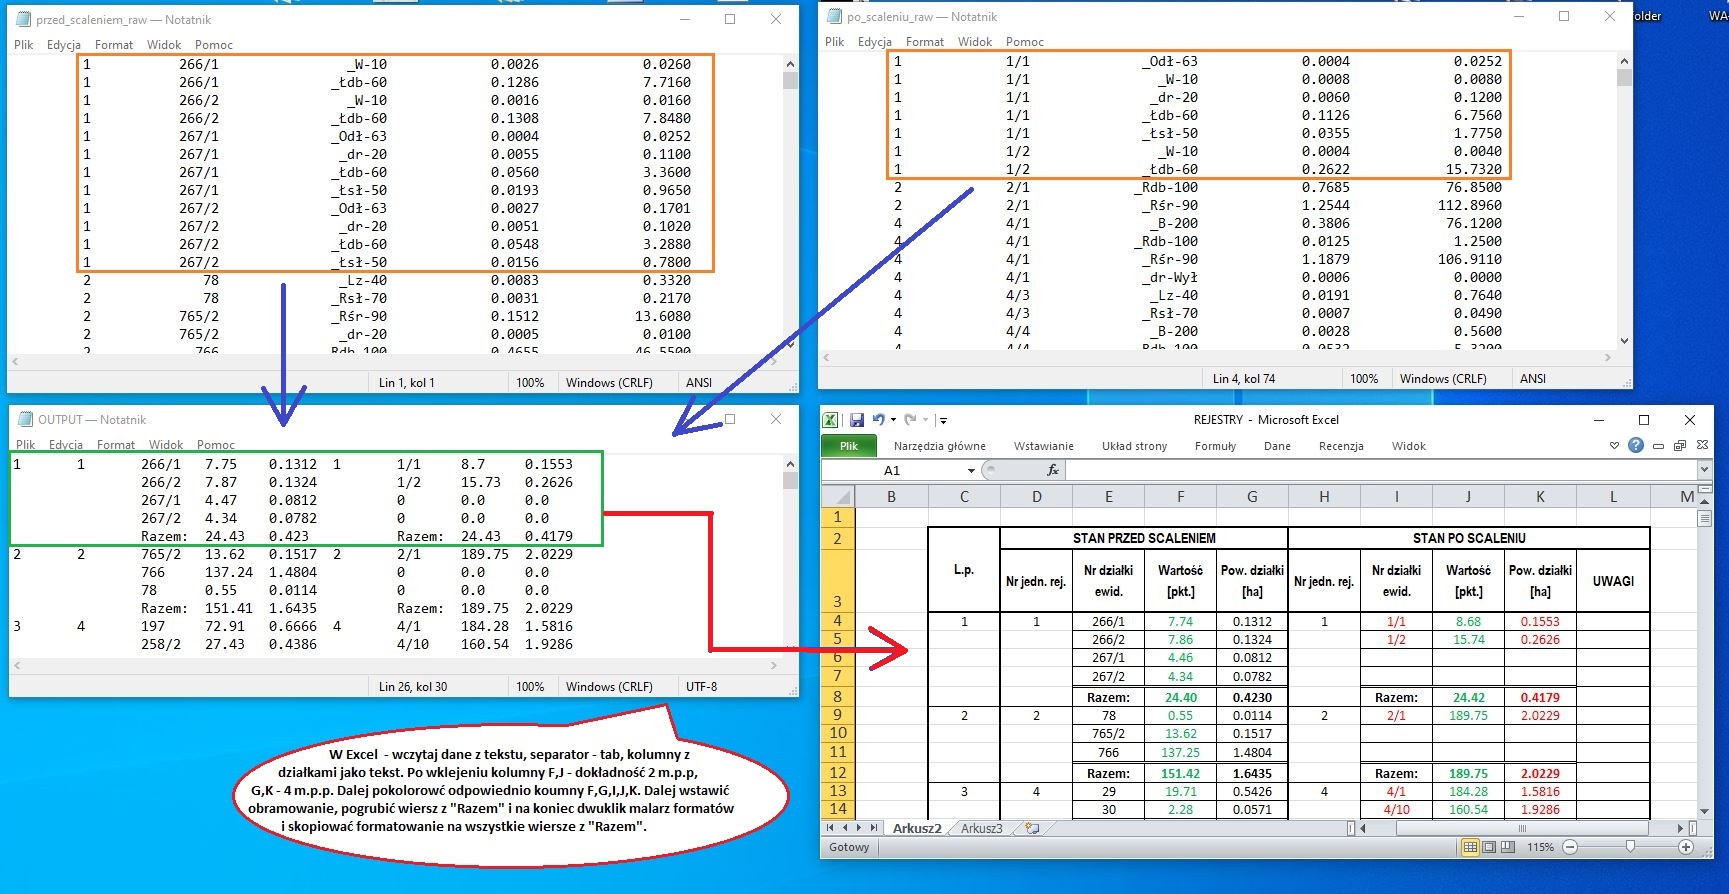 przed_scaleniem_raw — Notatnik
Plik Edycja Format Widok Pomoc
1 266/1 _W-10 0.0026 0.0260
1 266/1 _Łdb-60 0.1286 7.7160
1 266/2 _W-10 0.0016 0.0160
1 266/2 _Łdb-60 0.1308 7.8480
1 267/1 _Odł-63 0.0004 0.0252
1 267/1 _dr-20 0.0055 0.1100
1 267/1 _Łdb-60 0.0560 3.3600
1 267/1 _Łsł-50 0.0193 0.9650
1 267/2 _Odł-63 0.0027 0.1701
1 267/2 _dr-20 0.0051 0.1020
1 267/2 _Łdb-60 0.0548 3.2880
1 267/2 _Łsł-50 0.0156 0.7800
2 78 _Lz-40 0.0083 0.3320
2 78 _Rsł-70 0.0031 0.2170
2 765/2 _Rśr-90 0.1512 13.6080
2 765/2 _dr-20 0.0005 0.0100
2 766 _Rdb-100 0.4655 46.5500
Lin 1, kol 1 100% Windows (CRLF) ANSI
po_scaleniu_raw — Notatnik
Plik Edycja Format Widok Pomoc
1 1/1 _Odł-63 0.0004 0.0252
1 1/1 _W-10 0.0008 0.0080
1 1/1 _dr-20 0.0060 0.1200
1 1/1 _Łdb-60 0.1126 6.7560
1 1/1 _Łsł-50 0.0355 1.7750
1 1/2 _W-10 0.0004 0.0040
1 1/2 _Łdb-60 0.2622 15.7320
2 2/1 _Rdb-100 0.7685 76.8500
2 2/1 _Rśr-90 1.2544 112.8960
4 4/1 _B-200 0.3806 76.1200
4 4/1 _Rdb-100 0.0125 1.2500
4 4/1 _Rśr-90 1.1879 106.9110
4 4/1 _dr-Wył 0.0006 0.0000
4 4/3 _Lz-40 0.0191 0.7640
4 4/3 _Rsł-70 0.0007 0.0490
4 4/4 _B-200 0.0028 0.5600
4 4/4 _Rdb-100 0.0532 5.3200
Lin 4, kol 74 100% Windows (CRLF) ANSI
folder WA-
OUTPUT — Notatnik
Plik Edycja Format Widok Pomoc
1 1 266/1 7.75 0.1312 1 1/1 8.7 0.1553
266/2 7.87 0.1324 1/2 15.73 0.2626
267/1 4.47 0.0812 0 0.0 0.0
267/2 4.34 0.0782 0 0.0 0.0
Razem: 24.43 0.423 Razem: 24.43 0.4179
2 2 765/2 13.62 0.1517 2 2/1 189.75 2.0229
766 137.24 1.4804 0 0.0 0.0
78 0.55 0.0114 0 0.0 0.0
Razem: 151.41 1.6435 Razem: 189.75 2.0229
3 4 197 72.91 0.6666 4 4/1 184.28 1.5816
258/2 27.43 0.4386 4/10 160.54 1.9286
Lin 26, kol 30 100% Windows (CRLF) UTF-8
W Excel - wczytaj dane z tekstu, separator - tab, kolumny z
działkami jako tekst. Po wklejeniu kolumny F,J - dokładność 2 m.p.p,
G,K - 4 m.p.p. Dalej pokolorowć odpowiednio koumny F,G,I,J,K. Dalej wstawić
obramowanie, pogrubić wiersz z "Razem" i na koniec dwuklik malarz formatów
i skopiować formatowanie na wszystkie wiersze z "Razem".
REJESTRY - Microsoft Excel
Plik Narzędzia główne Wstawianie Układ strony Formuły Dane Recenzja Widok
A1 fx
B C D E F G H I J K L M
1
2 L.p. STAN PRZED SCALENIEM STAN PO SCALENIU
3 Nr jedn. rej. Nr działki ewid. Wartość [pkt.] Pow. działki [ha] Nr jedn. rej. Nr działki ewid. Wartość [pkt.] Pow. działki [ha] UWAGI
4 1 1 266/1 7.74 0.1312 1 1/1 8.68 0.1553
5 266/2 7.86 0.1324 1/2 15.74 0.2626
6 267/1 4.46 0.0812
7 267/2 4.34 0.0782
8 Razem: 24.40 0.4230 Razem: 24.42 0.4179
9 2 2 78 0.55 0.0114 2 2/1 189.75 2.0229
10 765/2 13.62 0.1517
11 766 137.25 1.4804
12 Razem: 151.42 1.6435 Razem: 189.75 2.0229
13 3 4 29 19.71 0.5426 4 4/1 184.28 1.5816
14 30 2.28 0.0571 4/10 160.54 1.9286
Arkusz2 Arkusz3
Gotowy 115%